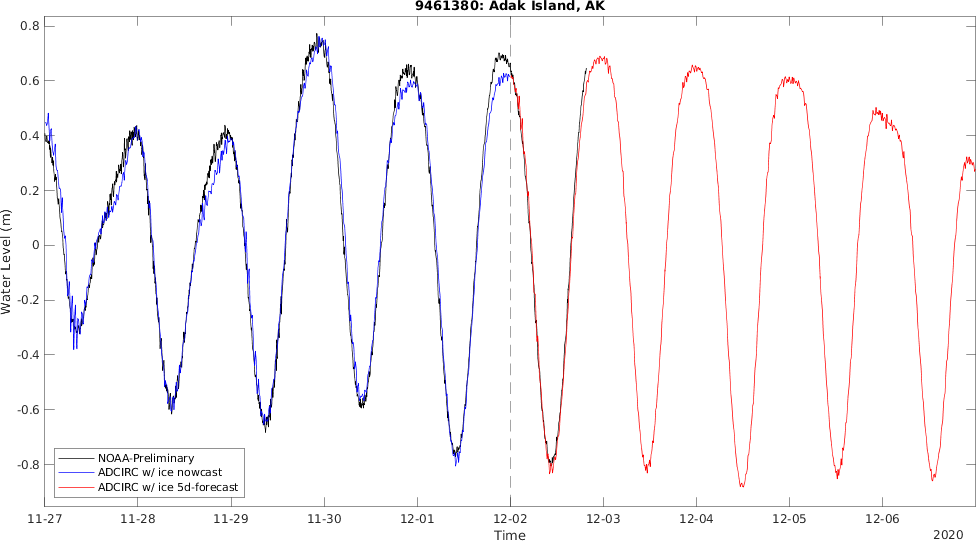 9461380: Adak Island, AK
0.8
0.6
0.4
0.2
0
-0.2
-0.4
-0.6
-0.8
Water Level (m)
NOAA-Preliminary
ADCIRC w/ ice nowcast
ADCIRC w/ ice 5d-forecast
11-27 11-28 11-29 11-30 12-01 12-02 12-03 12-04 12-05 12-06
Time
2020